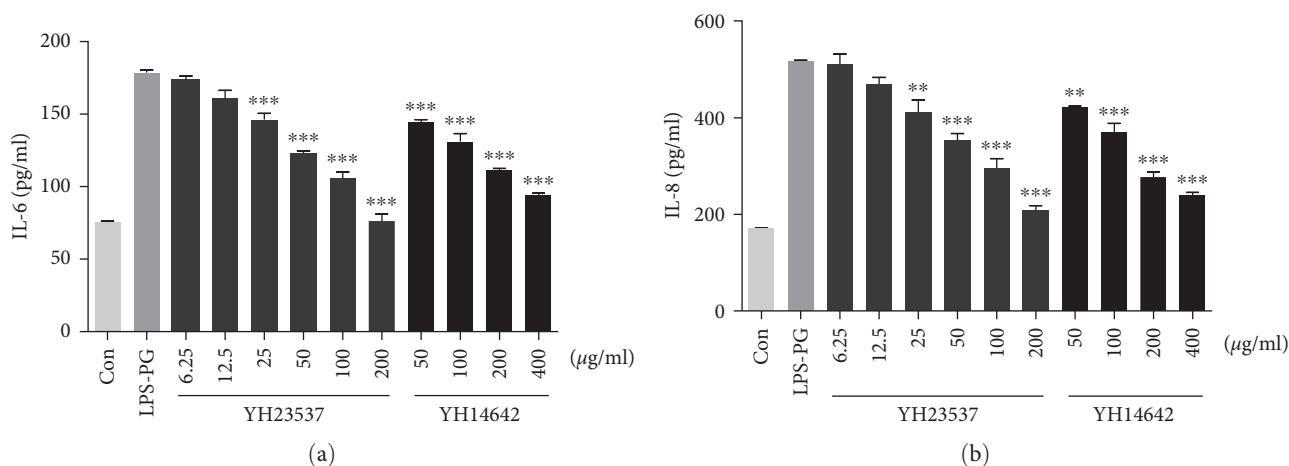 200
150
100
50
0
IL-6 (pg/ml)
*** *** *** *** *** *** *** ***
Con LPS-PG 6.25 12.5 25 50 100 200 50 100 200 400 (μg/ml)
YH23537 YH14642
(a)
600
400
200
0
IL-8 (pg/ml)
** *** *** *** ** *** *** ***
Con LPS-PG 6.25 12.5 25 50 100 200 50 100 200 400 (μg/ml)
YH23537 YH14642
(b)